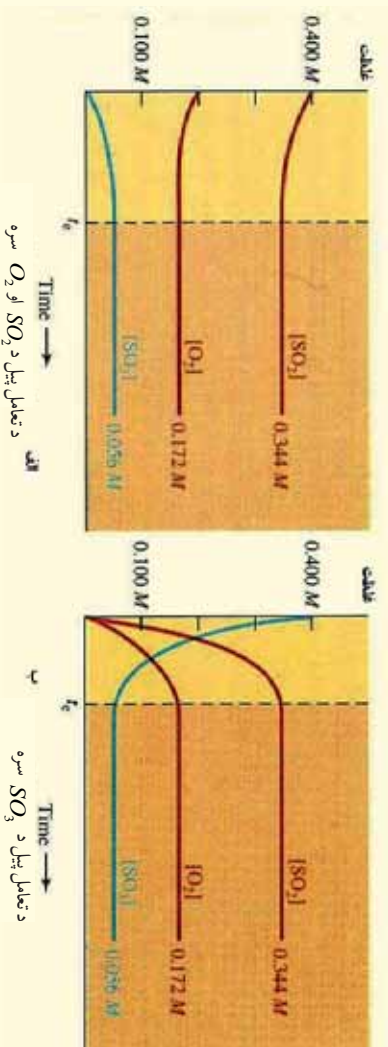 غلظت
0.400 M
0.100 M
[SO₂]
0.344 M
[O₂]
0.172 M
[SO₃]
0.056 M
tₑ
Time →
د تعامل پیل د SO₂ او O₂ سره
الف
غلظت
0.400 M
0.100 M
[SO₂]
0.344 M
[O₂]
0.172 M
[SO₃]
0.056 M
tₑ
Time →
د تعامل پیل د SO₃ سره
ب